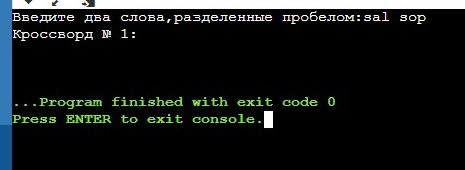 Введите два слова,разделенные пробелом:sal sop
Кроссворд № 1:
...Program finished with exit code 0
Press ENTER to exit console.